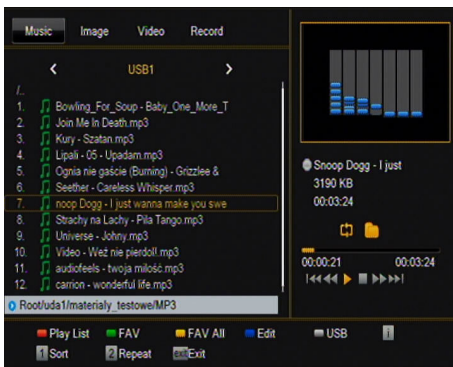 Music Image Video Record
USB1
/..
1. Bowling_For_Soup - Baby_One_More_T
2. Join Me In Death.mp3
3. Kury - Szatan.mp3
4. Lipali - 05 - Upadam.mp3
5. Ognia nie gaście (Burning) - Grizzlee &
6. Seether - Careless Whisper.mp3
7. noop Dogg - I just wanna make you swe
8. Strachy na Lachy - Pila Tango.mp3
9. Universe - Johny.mp3
10. Video - Weź nie pierdol!.mp3
11. audiofeels - twoja miłość.mp3
12. carrion - wonderful life.mp3
Root/uda1/materialy_testowe/MP3
Snoop Dogg - I just
3190 KB
00:03:24
00:00:21 00:03:24
Play List FAV FAV All Edit USB i
1 Sort 2 Repeat exit Exit